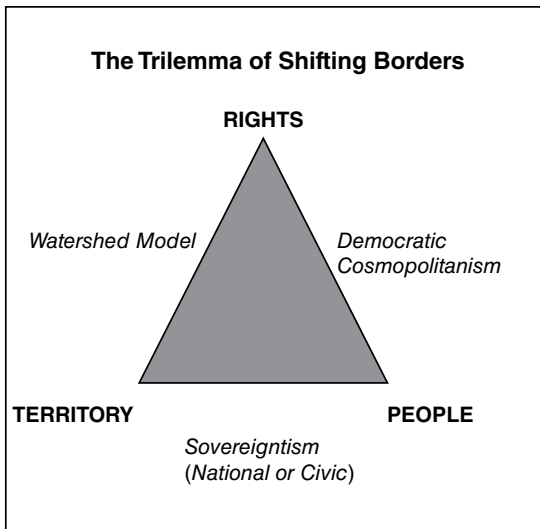 The Trilemma of Shifting Borders
RIGHTS
Watershed Model
Democratic
Cosmopolitanism
TERRITORY
PEOPLE
Sovereigntism
(National or Civic)